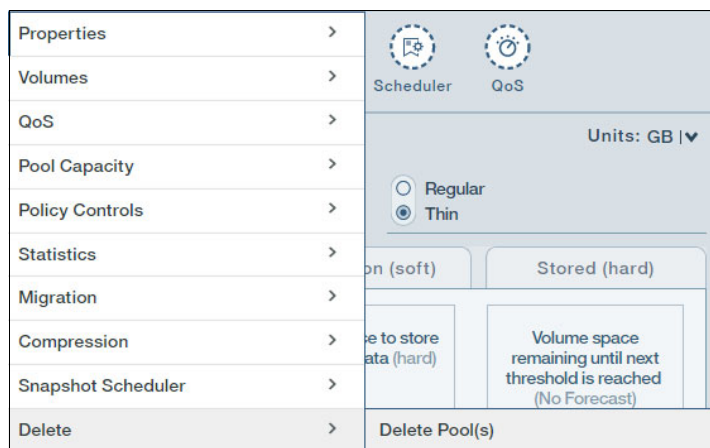 Properties
Volumes
QoS
Pool Capacity
Policy Controls
Statistics
Migration
Compression
Snapshot Scheduler
Delete
Delete Pool(s)
Scheduler
QoS
Units: GB
Regular
Thin
on (soft)
Stored (hard)
se to store
ata (hard)
Volume space
remaining until next
threshold is reached
(No Forecast)